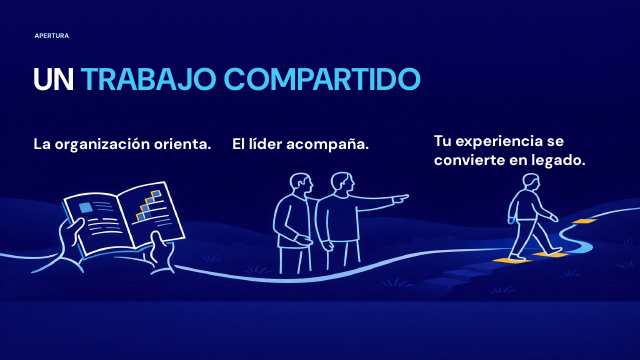 APERTURA
UN TRABAJO COMPARTIDO
La organización orienta.
El líder acompaña.
Tu experiencia se
convierte en legado.